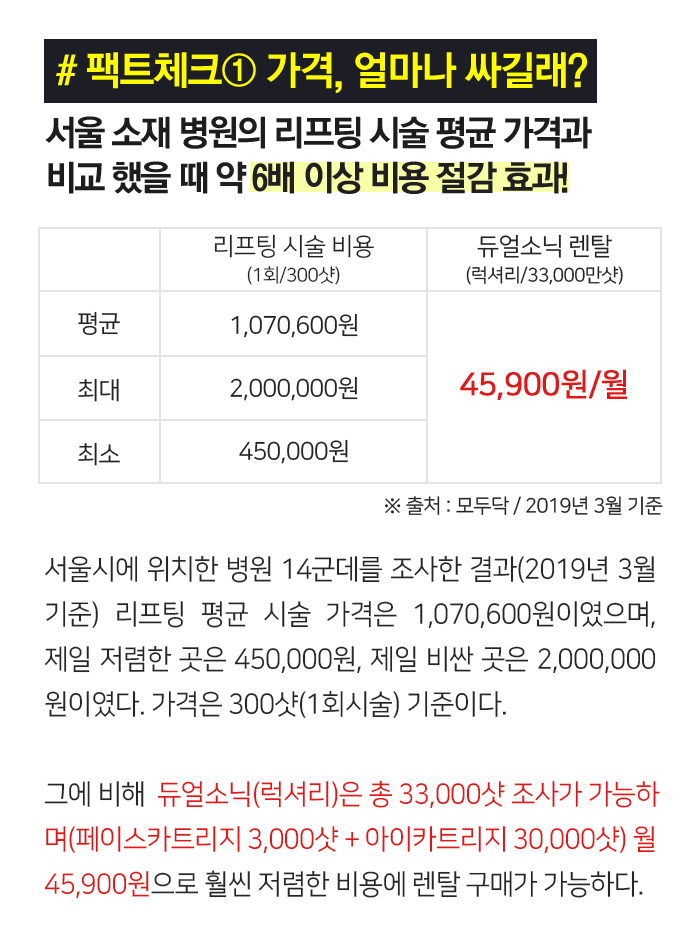 # 팩트체크① 가격, 얼마나 싸길래?
서울 소재 병원의 리프팅 시술 평균 가격과
비교 했을 때 약 6배 이상 비용 절감 효과!
리프팅 시술 비용
(1회/300샷)
듀얼소닉 렌탈
(럭셔리/33,000만샷)
평균
1,070,600원
최대
2,000,000원
45,900원/월
최소
450,000원
※ 출처 : 모두닥 / 2019년 3월 기준
서울시에 위치한 병원 14군데를 조사한 결과(2019년 3월
기준) 리프팅 평균 시술 가격은 1,070,600원이였으며,
제일 저렴한 곳은 450,000원, 제일 비싼 곳은 2,000,000
원이였다. 가격은 300샷(1회시술) 기준이다.
그에 비해 듀얼소닉(럭셔리)은 총 33,000샷 조사가 가능하
며(페이스카트리지 3,000샷 + 아이카트리지 30,000샷) 월
45,900원으로 훨씬 저렴한 비용에 렌탈 구매가 가능하다.